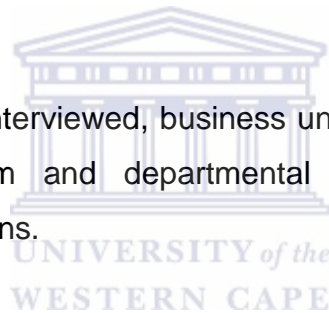 nterviewed, business un
m and departmental
ns.
UNIVERSITY of the
WESTERN CAPE